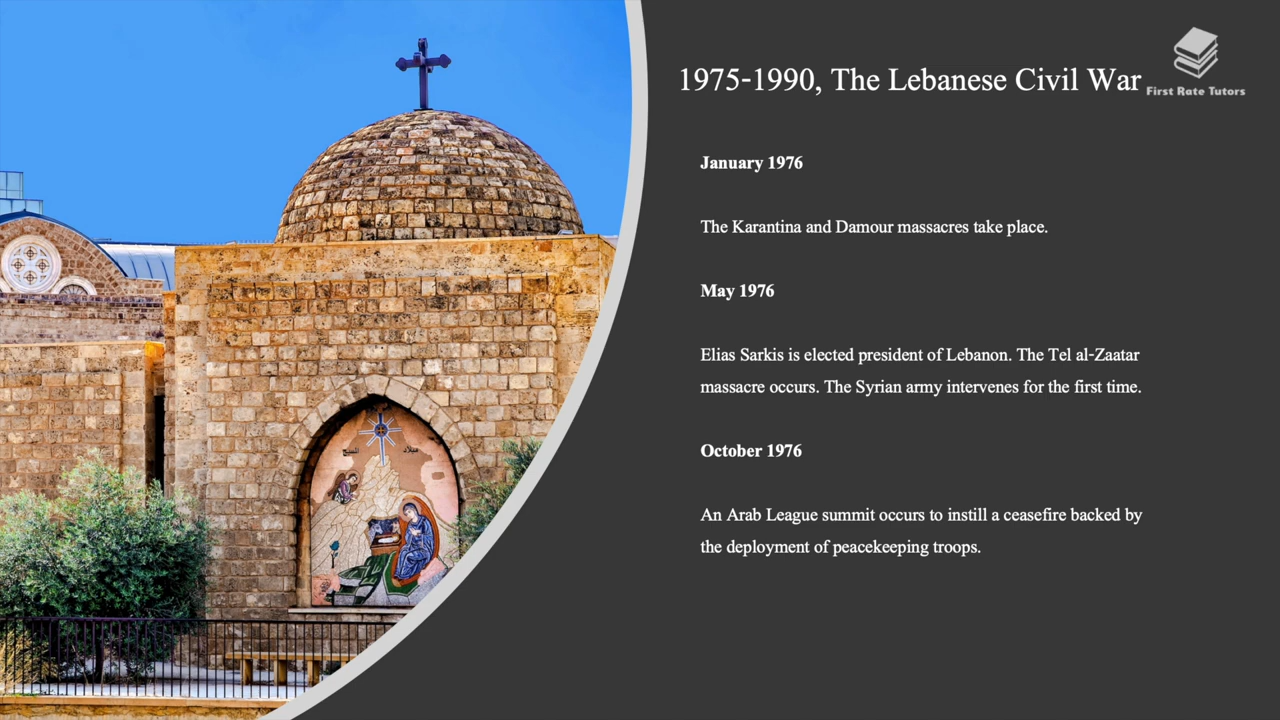 1975-1990, The Lebanese Civil War
First Rate Tutors
January 1976
The Karantina and Damour massacres take place.
May 1976
Elias Sarkis is elected president of Lebanon. The Tel al-Zaatar
massacre occurs. The Syrian army intervenes for the first time.
October 1976
An Arab League summit occurs to instill a ceasefire backed by
the deployment of peacekeeping troops.
ميلاد المسيح